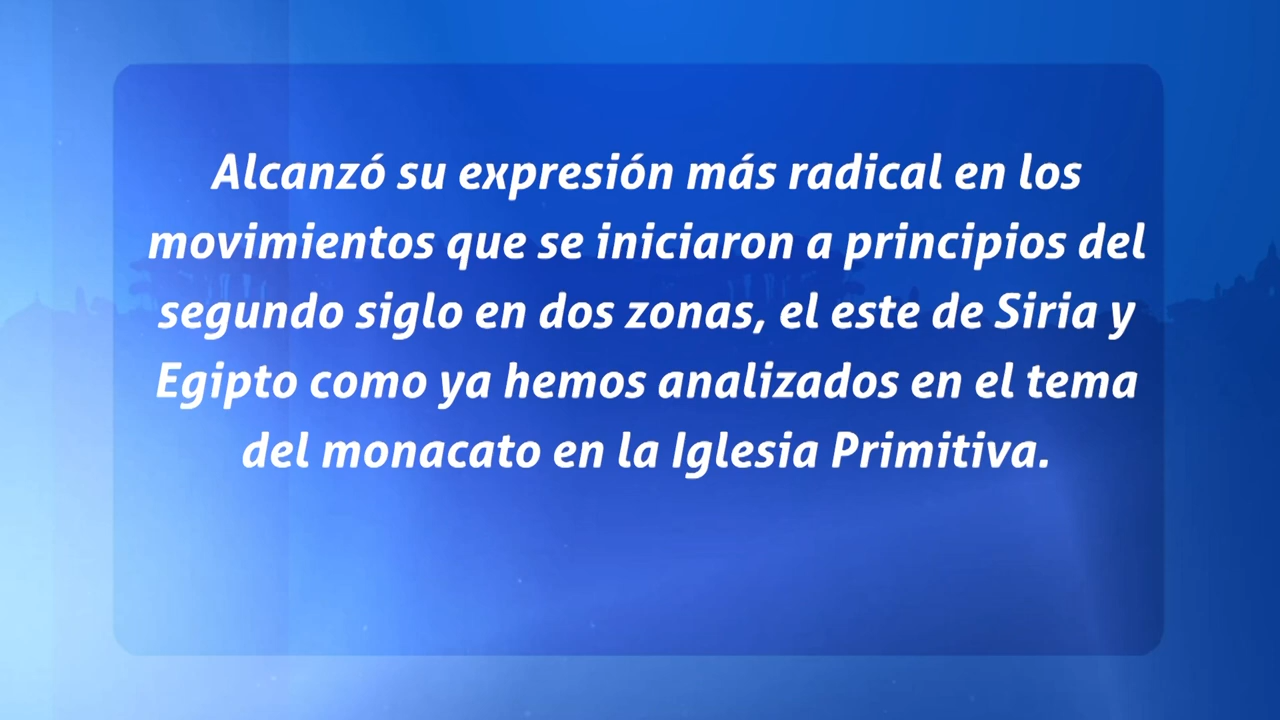 Alcanzó su expresión más radical en los
movimientos que se iniciaron a principios del
segundo siglo en dos zonas, el este de Siria y
Egipto como ya hemos analizados en el tema
del monacato en la Iglesia Primitiva.